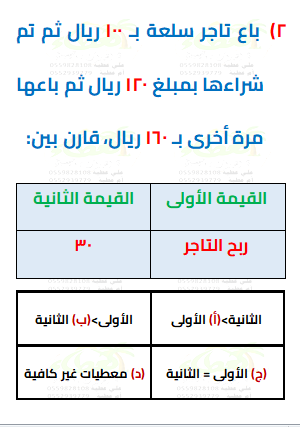 ٢) باع تاجر سلعة بـ ١٠٠ ريال ثم تم
شراءها بمبلغ ١٢٠ ريال ثم باعها
مرة أخرى بـ ١٦٠ ريال، قارن بين:
القيمة الأولى القيمة الثانية
ربح التاجر ٣٠
الثانية>(أ) الأولى الأولى>(ب) الثانية
(ج) الأولى = الثانية (د) معطيات غير كافية